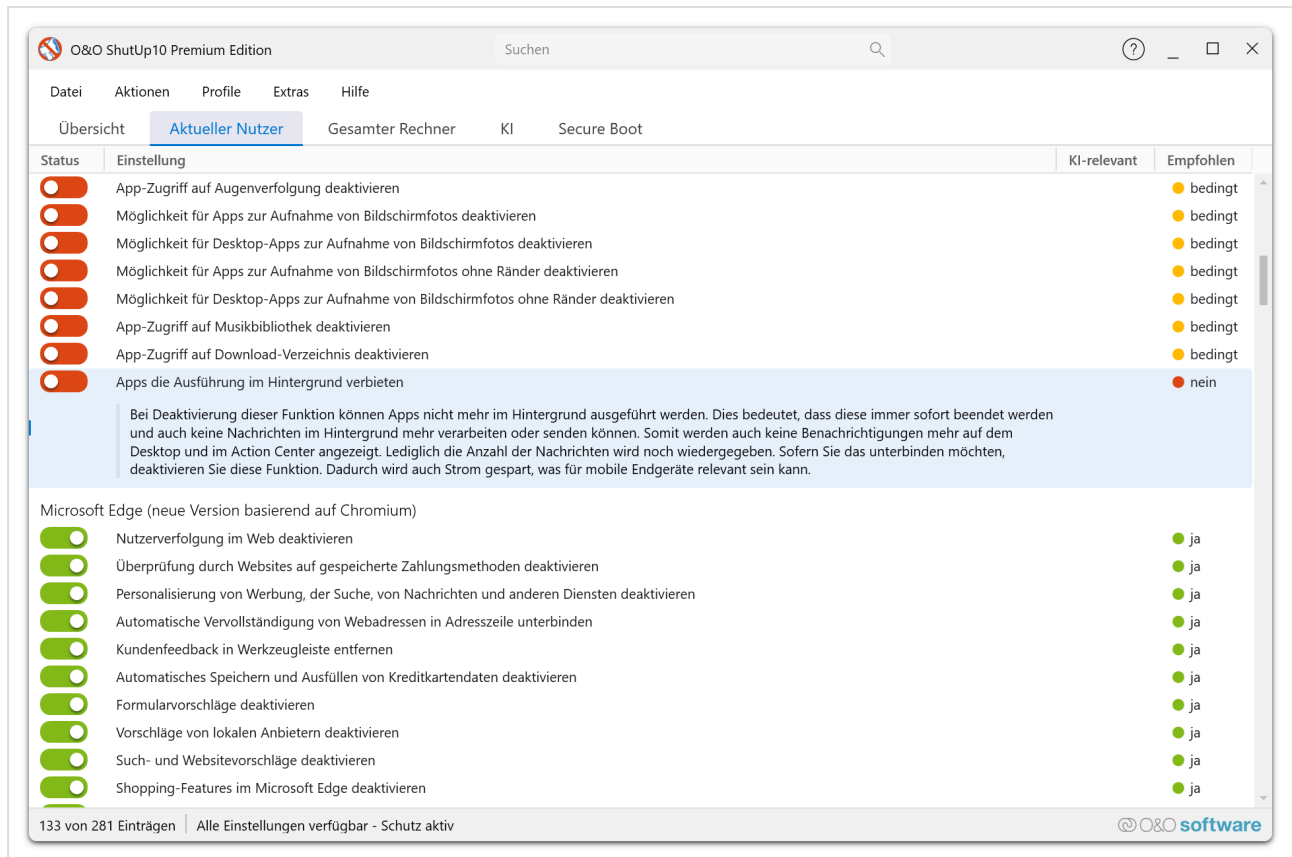 O&O ShutUp10 Premium Edition
Suchen
?
Datei Aktionen Profile Extras Hilfe
Übersicht Aktueller Nutzer Gesamter Rechner KI Secure Boot
Status Einstellung KI-relevant Empfohlen
App-Zugriff auf Augenverfolgung deaktivieren bedingt
Möglichkeit für Apps zur Aufnahme von Bildschirmfotos deaktivieren bedingt
Möglichkeit für Desktop-Apps zur Aufnahme von Bildschirmfotos deaktivieren bedingt
Möglichkeit für Apps zur Aufnahme von Bildschirmfotos ohne Ränder deaktivieren bedingt
Möglichkeit für Desktop-Apps zur Aufnahme von Bildschirmfotos ohne Ränder deaktivieren bedingt
App-Zugriff auf Musikbibliothek deaktivieren bedingt
App-Zugriff auf Download-Verzeichnis deaktivieren bedingt
Apps die Ausführung im Hintergrund verbieten nein
Bei Deaktivierung dieser Funktion können Apps nicht mehr im Hintergrund ausgeführt werden. Dies bedeutet, dass diese immer sofort beendet werden
und auch keine Nachrichten im Hintergrund mehr verarbeiten oder senden können. Somit werden auch keine Benachrichtigungen mehr auf dem
Desktop und im Action Center angezeigt. Lediglich die Anzahl der Nachrichten wird noch wiedergegeben. Sofern Sie das unterbinden möchten,
deaktivieren Sie diese Funktion. Dadurch wird auch Strom gespart, was für mobile Endgeräte relevant sein kann.
Microsoft Edge (neue Version basierend auf Chromium)
Nutzerverfolgung im Web deaktivieren ja
Überprüfung durch Websites auf gespeicherte Zahlungsmethoden deaktivieren ja
Personalisierung von Werbung, der Suche, von Nachrichten und anderen Diensten deaktivieren ja
Automatische Vervollständigung von Webadressen in Adresszeile unterbinden ja
Kundenfeedback in Werkzeugleiste entfernen ja
Automatisches Speichern und Ausfüllen von Kreditkartendaten deaktivieren ja
Formularvorschläge deaktivieren ja
Vorschläge von lokalen Anbietern deaktivieren ja
Such- und Websitevorschläge deaktivieren ja
Shopping-Features im Microsoft Edge deaktivieren ja
133 von 281 Einträgen Alle Einstellungen verfügbar - Schutz aktiv O&O software